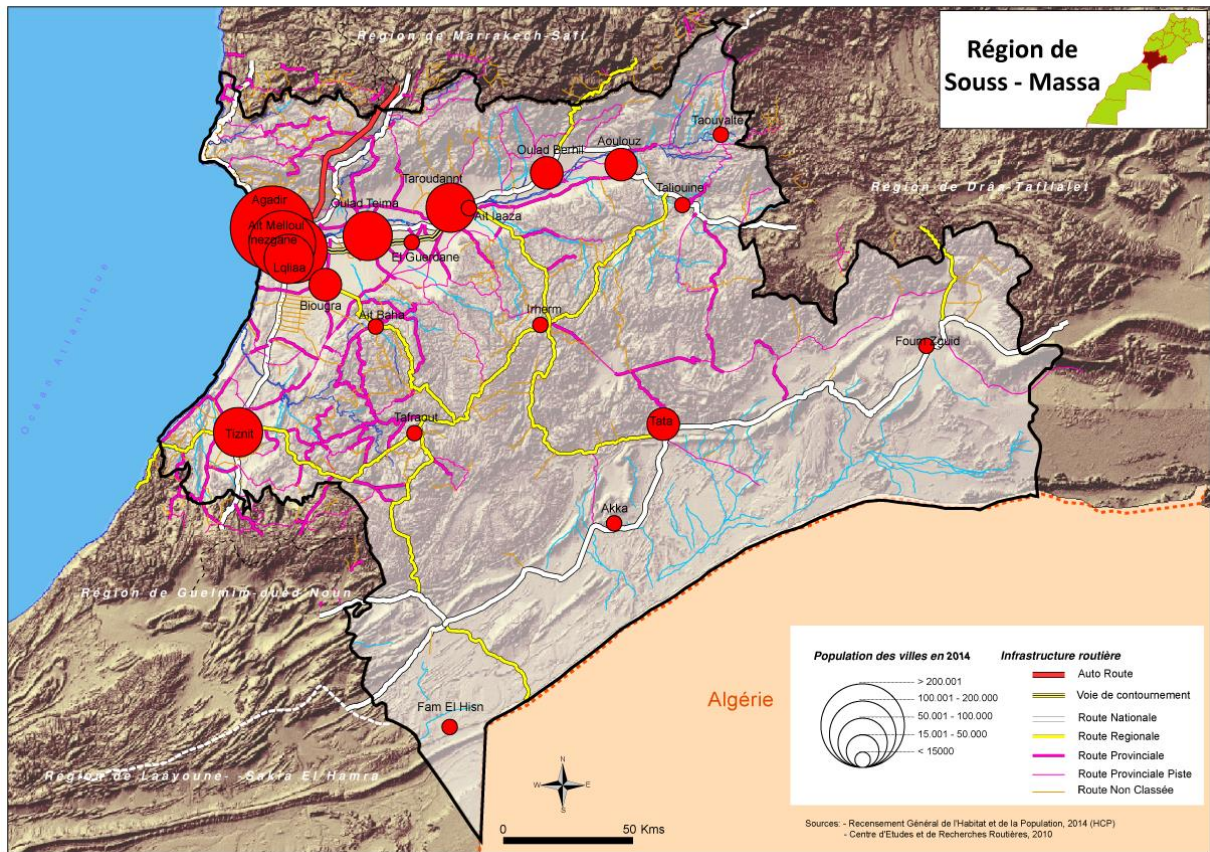 Région de Marrakech-Safi
Région de
Souss - Massa
Océan Atlantique
Taouyalte
Oulad Berhil
Aoulouz
Taroudannt
Région de Drâa-Tafilalet
Agadir
Oulad Teima
Ait Iaaza
Taliouine
Ait Melloul
Inezgane
Lqliaa
El Guerdane
Biougra
Ait Baha
Irherm
Foum Zguid
Tiznit
Tafraout
Tata
Akka
Région de Guelmim-oued Noun
Fam El Hisn
Algérie
Région de Laayoune- -Sakia El Hamra
N
W
E
S
0
50 Kms
Population des villes en 2014
> 200.001
100.001 - 200.000
50.001 - 100.000
15.001 - 50.000
< 15000
Infrastructure routière
Auto Route
Voie de contournement
Route Nationale
Route Regionale
Route Provinciale
Route Provinciale Piste
Route Non Classée
Sources: - Recensement Général de l'Habitat et de la Population, 2014 (HCP)
- Centre d'Etudes et de Recherches Routières, 2010